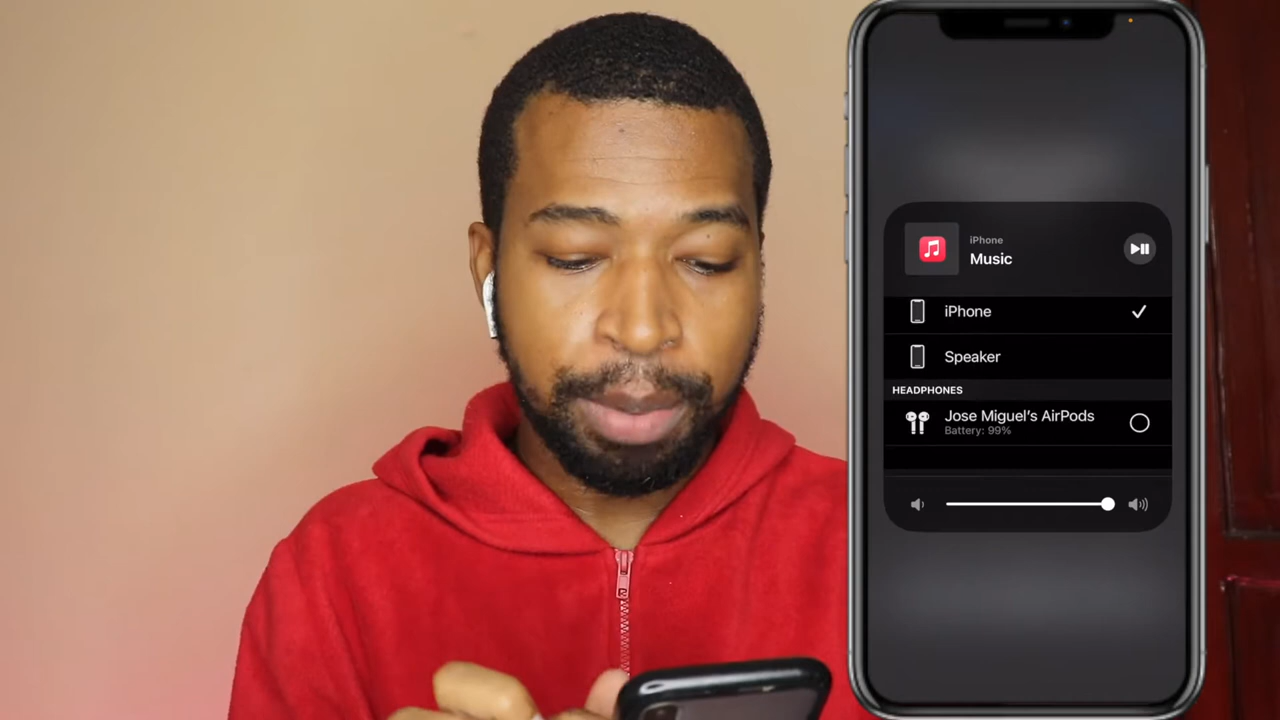 iPhone
Music
iPhone
Speaker
HEADPHONES
Jose Miguel's AirPods
Battery: 99%